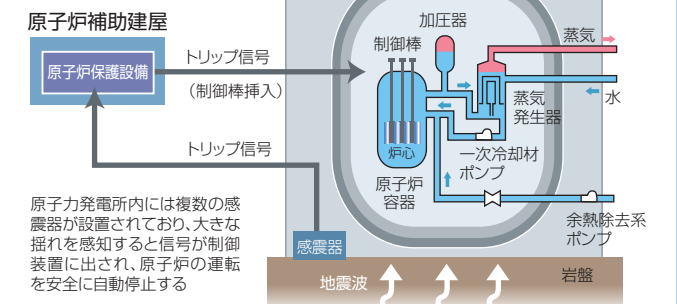 原子炉補助建屋
原子炉保護設備
トリップ信号
（制御棒挿入）
トリップ信号
原子力発電所内には複数の感
震器が設置されており、大きな
揺れを感知すると信号が制御
装置に出され、原子炉の運転
を安全に自動停止する
感震器
加圧器
制御棒
炉心
原子炉
容器
蒸気
水
蒸気
発生器
一次冷却材
ポンプ
余熱除去系
ポンプ
地震波
岩盤